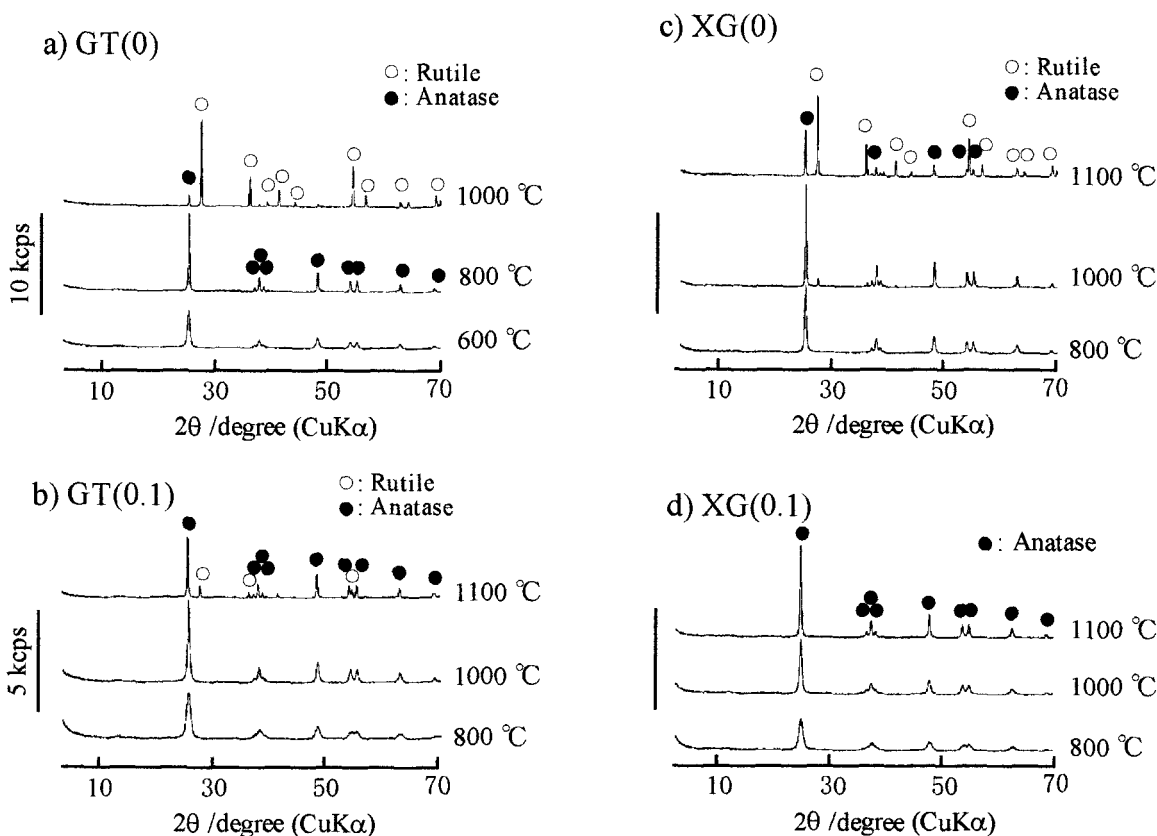 a) GT(0)
○: Rutile
●: Anatase
1000 ℃
800 ℃
600 ℃
10 kcps
10 30 50 70
2θ /degree (CuKα)
c) XG(0)
○: Rutile
●: Anatase
1100 ℃
1000 ℃
800 ℃
10 30 50 70
2θ /degree (CuKα)
b) GT(0.1)
○: Rutile
●: Anatase
1100 ℃
1000 ℃
800 ℃
5 kcps
10 30 50 70
2θ /degree (CuKα)
d) XG(0.1)
●: Anatase
1100 ℃
1000 ℃
800 ℃
10 30 50 70
2θ /degree (CuKα)